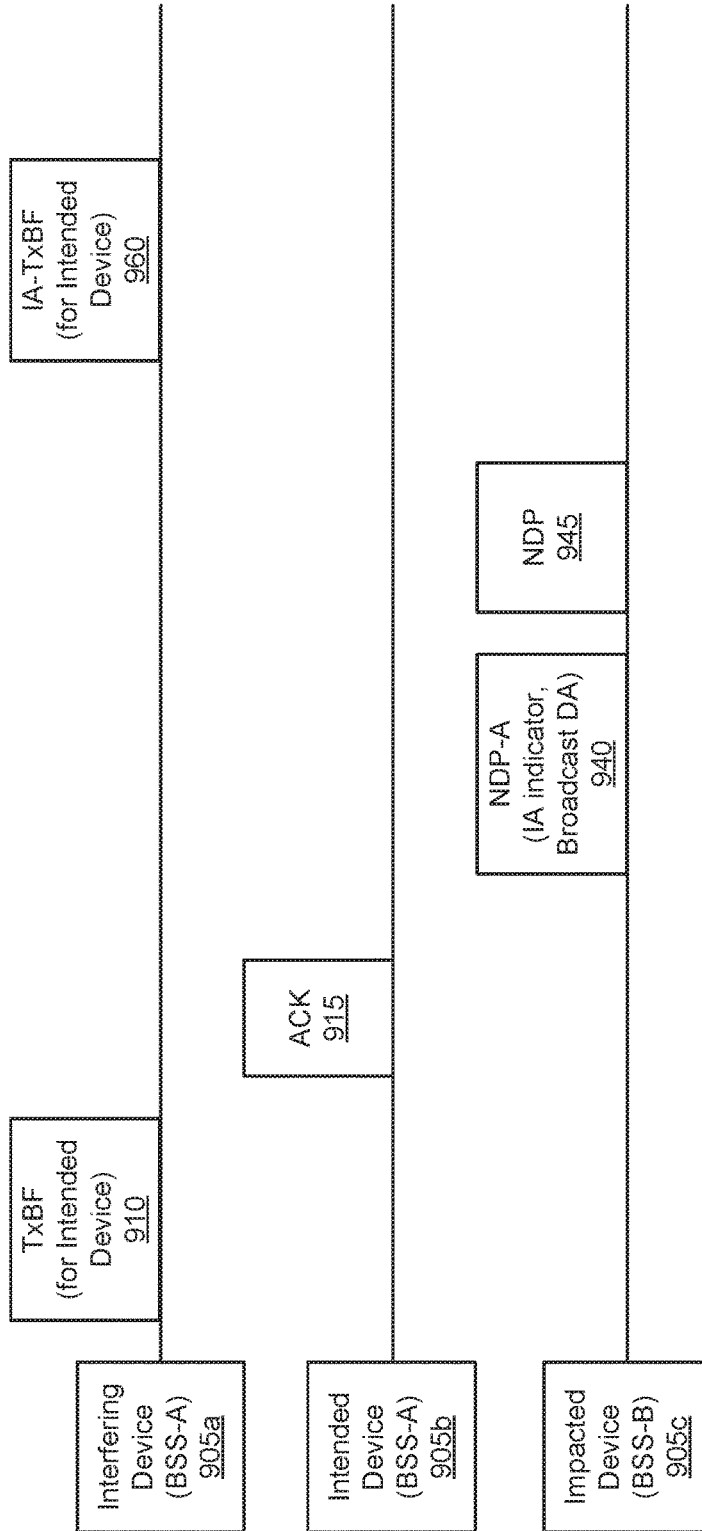 Interfering
Device
(BSS-A)
905a
TxBF
(for Intended
Device)
910
IA-TxBF
(for Intended
Device)
960
Intended
Device
(BSS-A)
905b
ACK
915
Impacted
Device
(BSS-B)
905c
NDP-A
(IA indicator,
Broadcast DA)
940
NDP
945